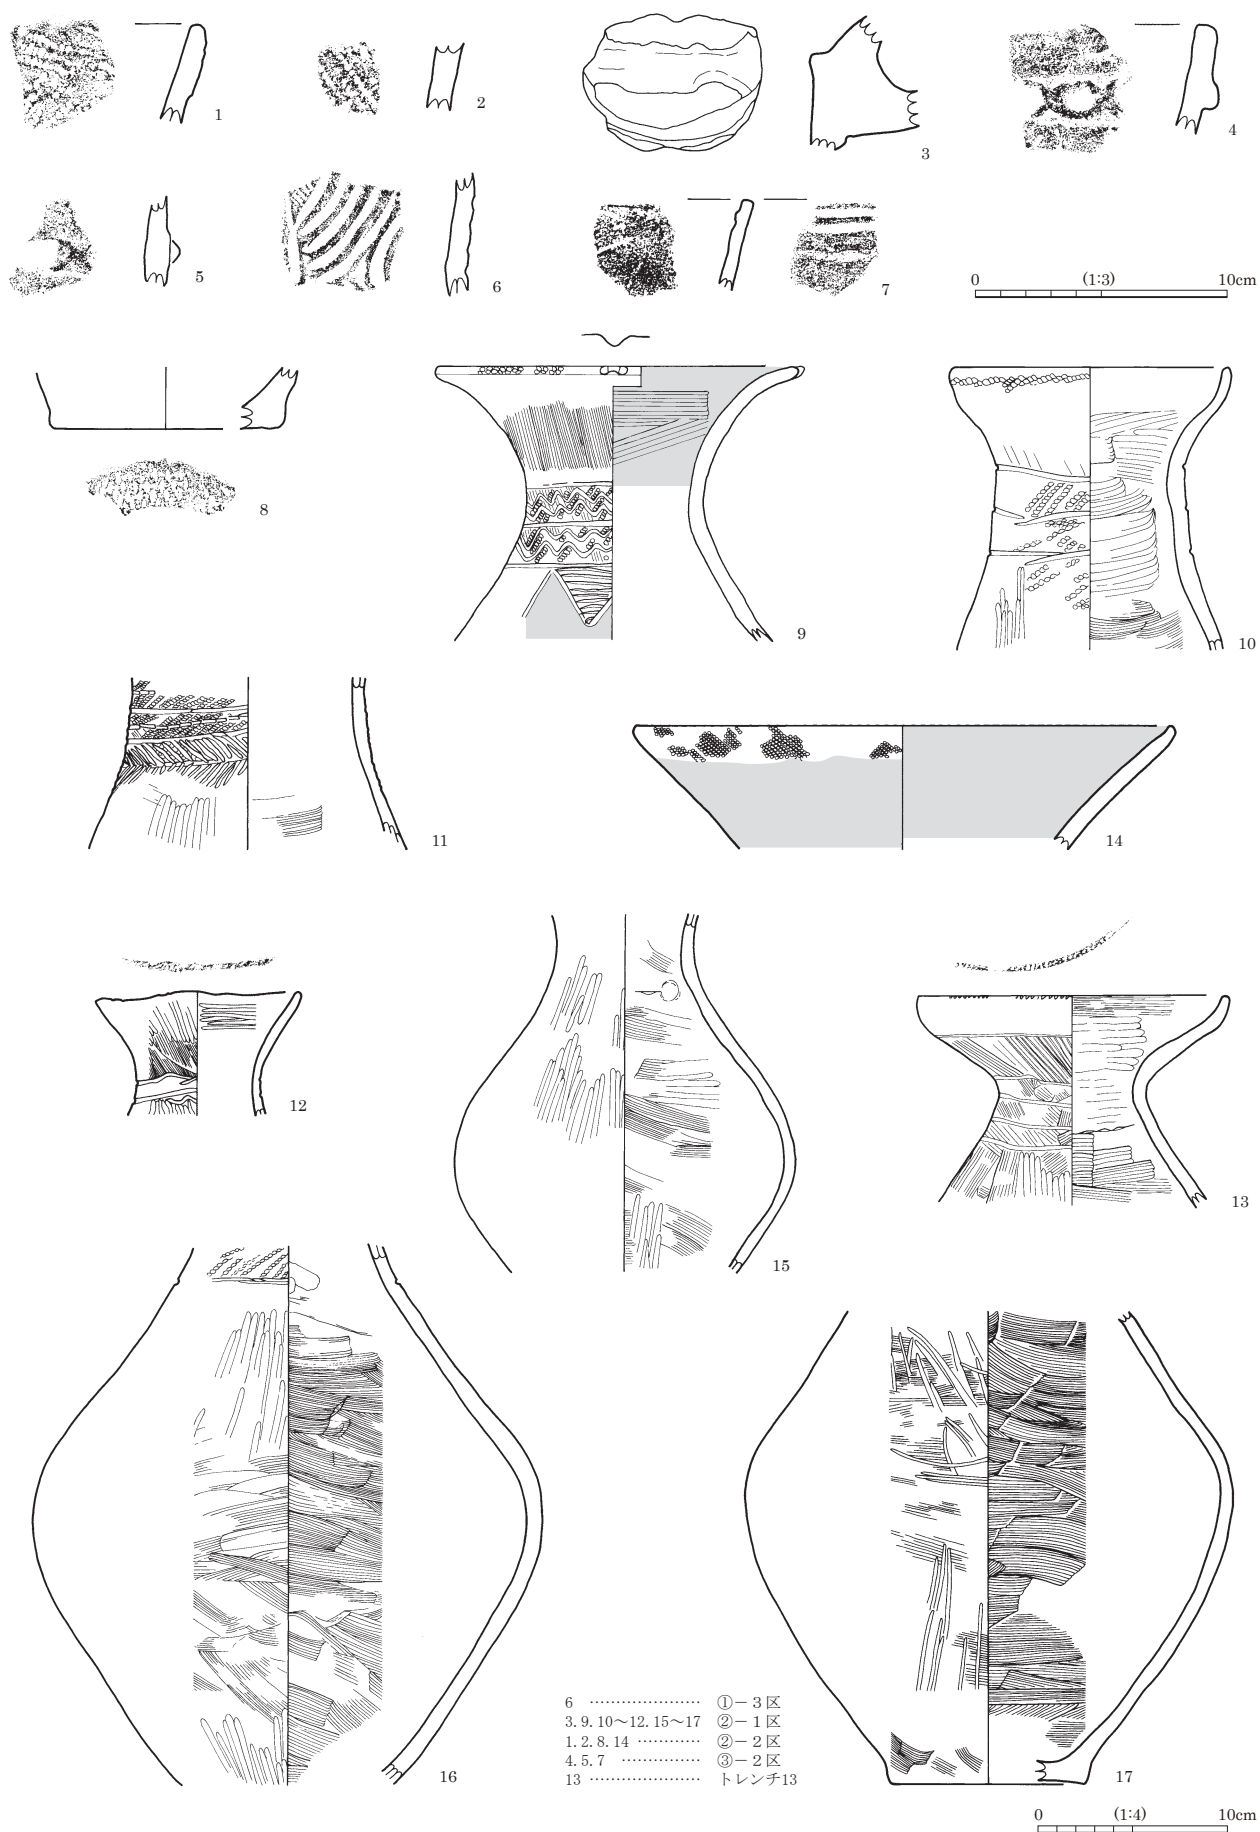 1
2
3
4
5
6
7
0 (1:3) 10cm
8
9
10
11
14
12
15
13
16
17
6 ………………… ①－3区
3. 9. 10～12. 15～17 ②－1区
1. 2. 8. 14 ………… ②－2区
4. 5. 7 …………… ③－2区
13 ………………… トレンチ13
0 (1:4) 10cm